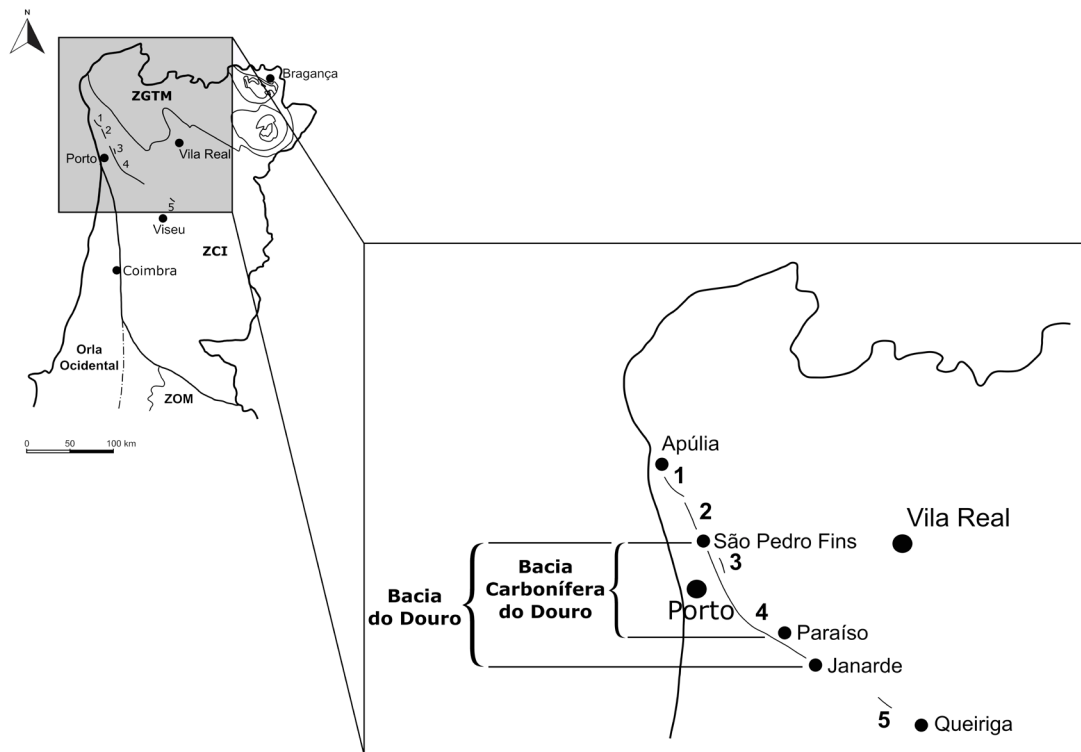 N
Bragança
ZGTM
1
2
3
4
Porto
Vila Real
5
Viseu
ZCI
Coimbra
Orla
Ocidental
ZOM
0 50 100 km
Apúlia
1
2
São Pedro Fins
Vila Real
3
Bacia
Carbonífera
do Douro
Bacia
do Douro
Porto
4
Paraíso
Janarde
5
Queiriga